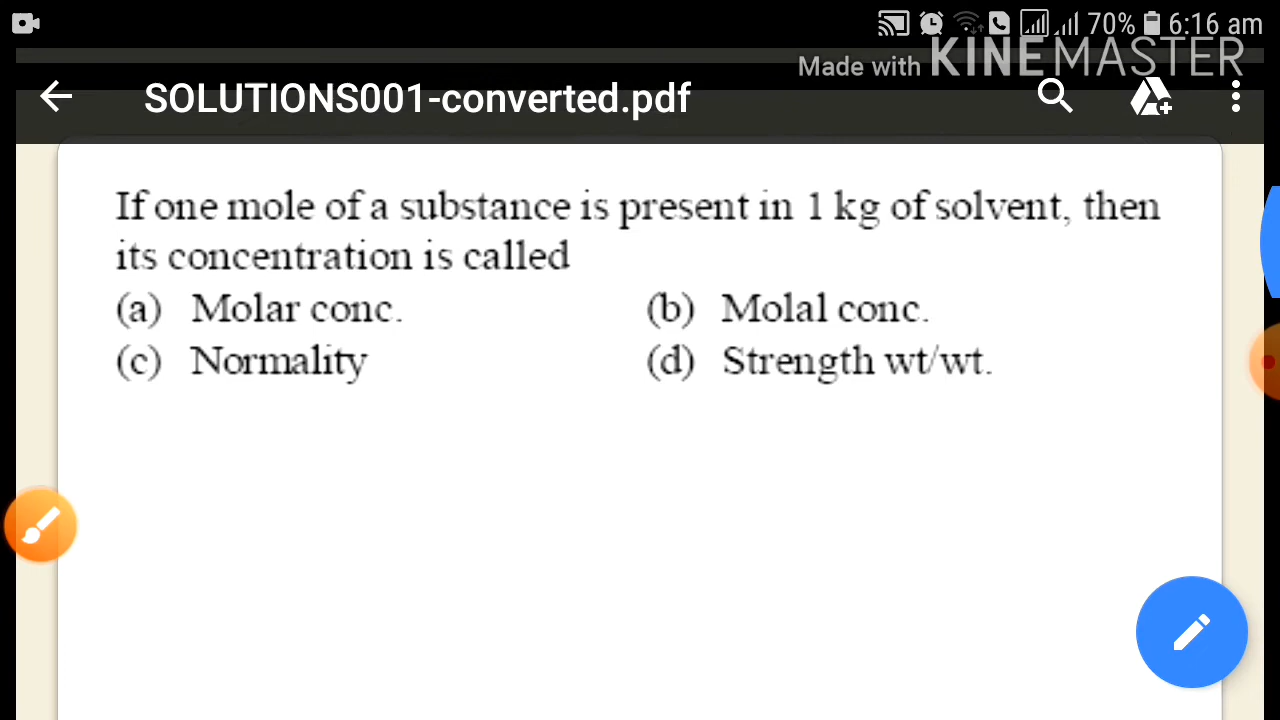 70% 6:16 am
Made with KINEMASTER
SOLUTIONS001-converted.pdf
If one mole of a substance is present in 1 kg of solvent, then
its concentration is called
(a) Molar conc. (b) Molal conc.
(c) Normality (d) Strength wt/wt.